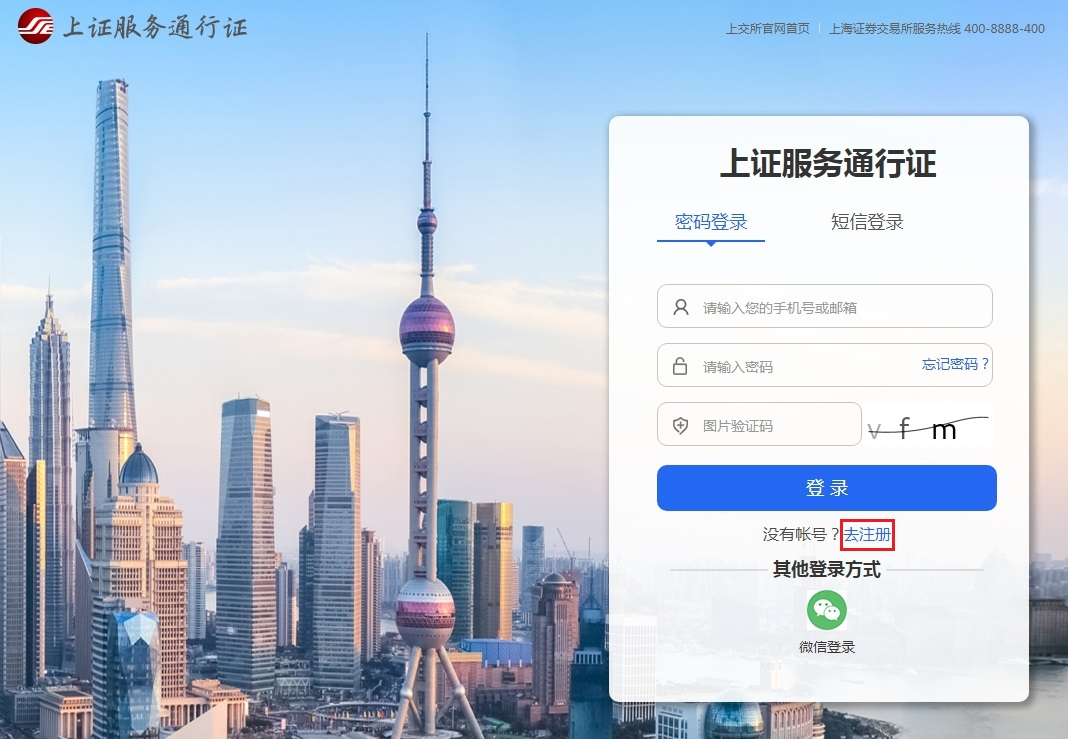 上证服务通行证
上交所官网首页 | 上海证券交易所服务热线 400-8888-400
上证服务通行证
密码登录 短信登录
请输入您的手机号或邮箱
请输入密码 忘记密码？
图片验证码 v f m
登 录
没有帐号？去注册
其他登录方式
微信登录